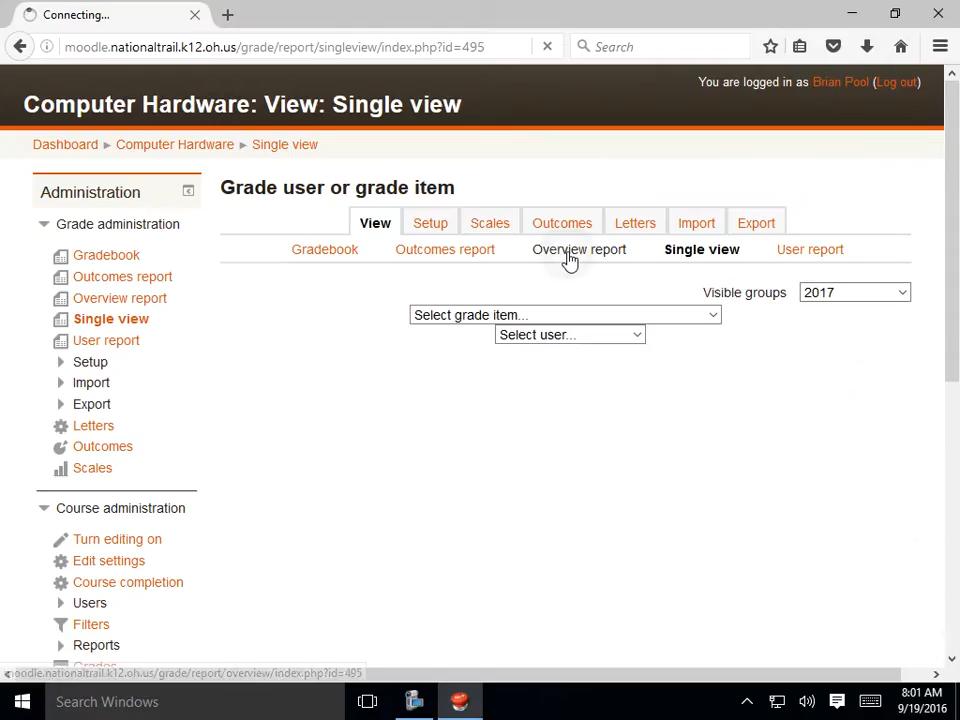 Connecting...
moodle.nationaltrail.k12.oh.us/grade/report/singleview/index.php?id=495
Search
You are logged in as Brian Pool (Log out)
Computer Hardware: View: Single view
Dashboard ► Computer Hardware ► Single view
Administration
Grade administration
Gradebook
Outcomes report
Overview report
Single view
User report
Setup
Import
Export
Letters
Outcomes
Scales
Course administration
Turn editing on
Edit settings
Course completion
Users
Filters
Reports
Grades
Grade user or grade item
View Setup Scales Outcomes Letters Import Export
Gradebook Outcomes report Overview report Single view User report
Visible groups 2017
Select grade item...
Select user...
moodle.nationaltrail.k12.oh.us/grade/report/overview/index.php?id=495
Search Windows
8:01 AM
9/19/2016